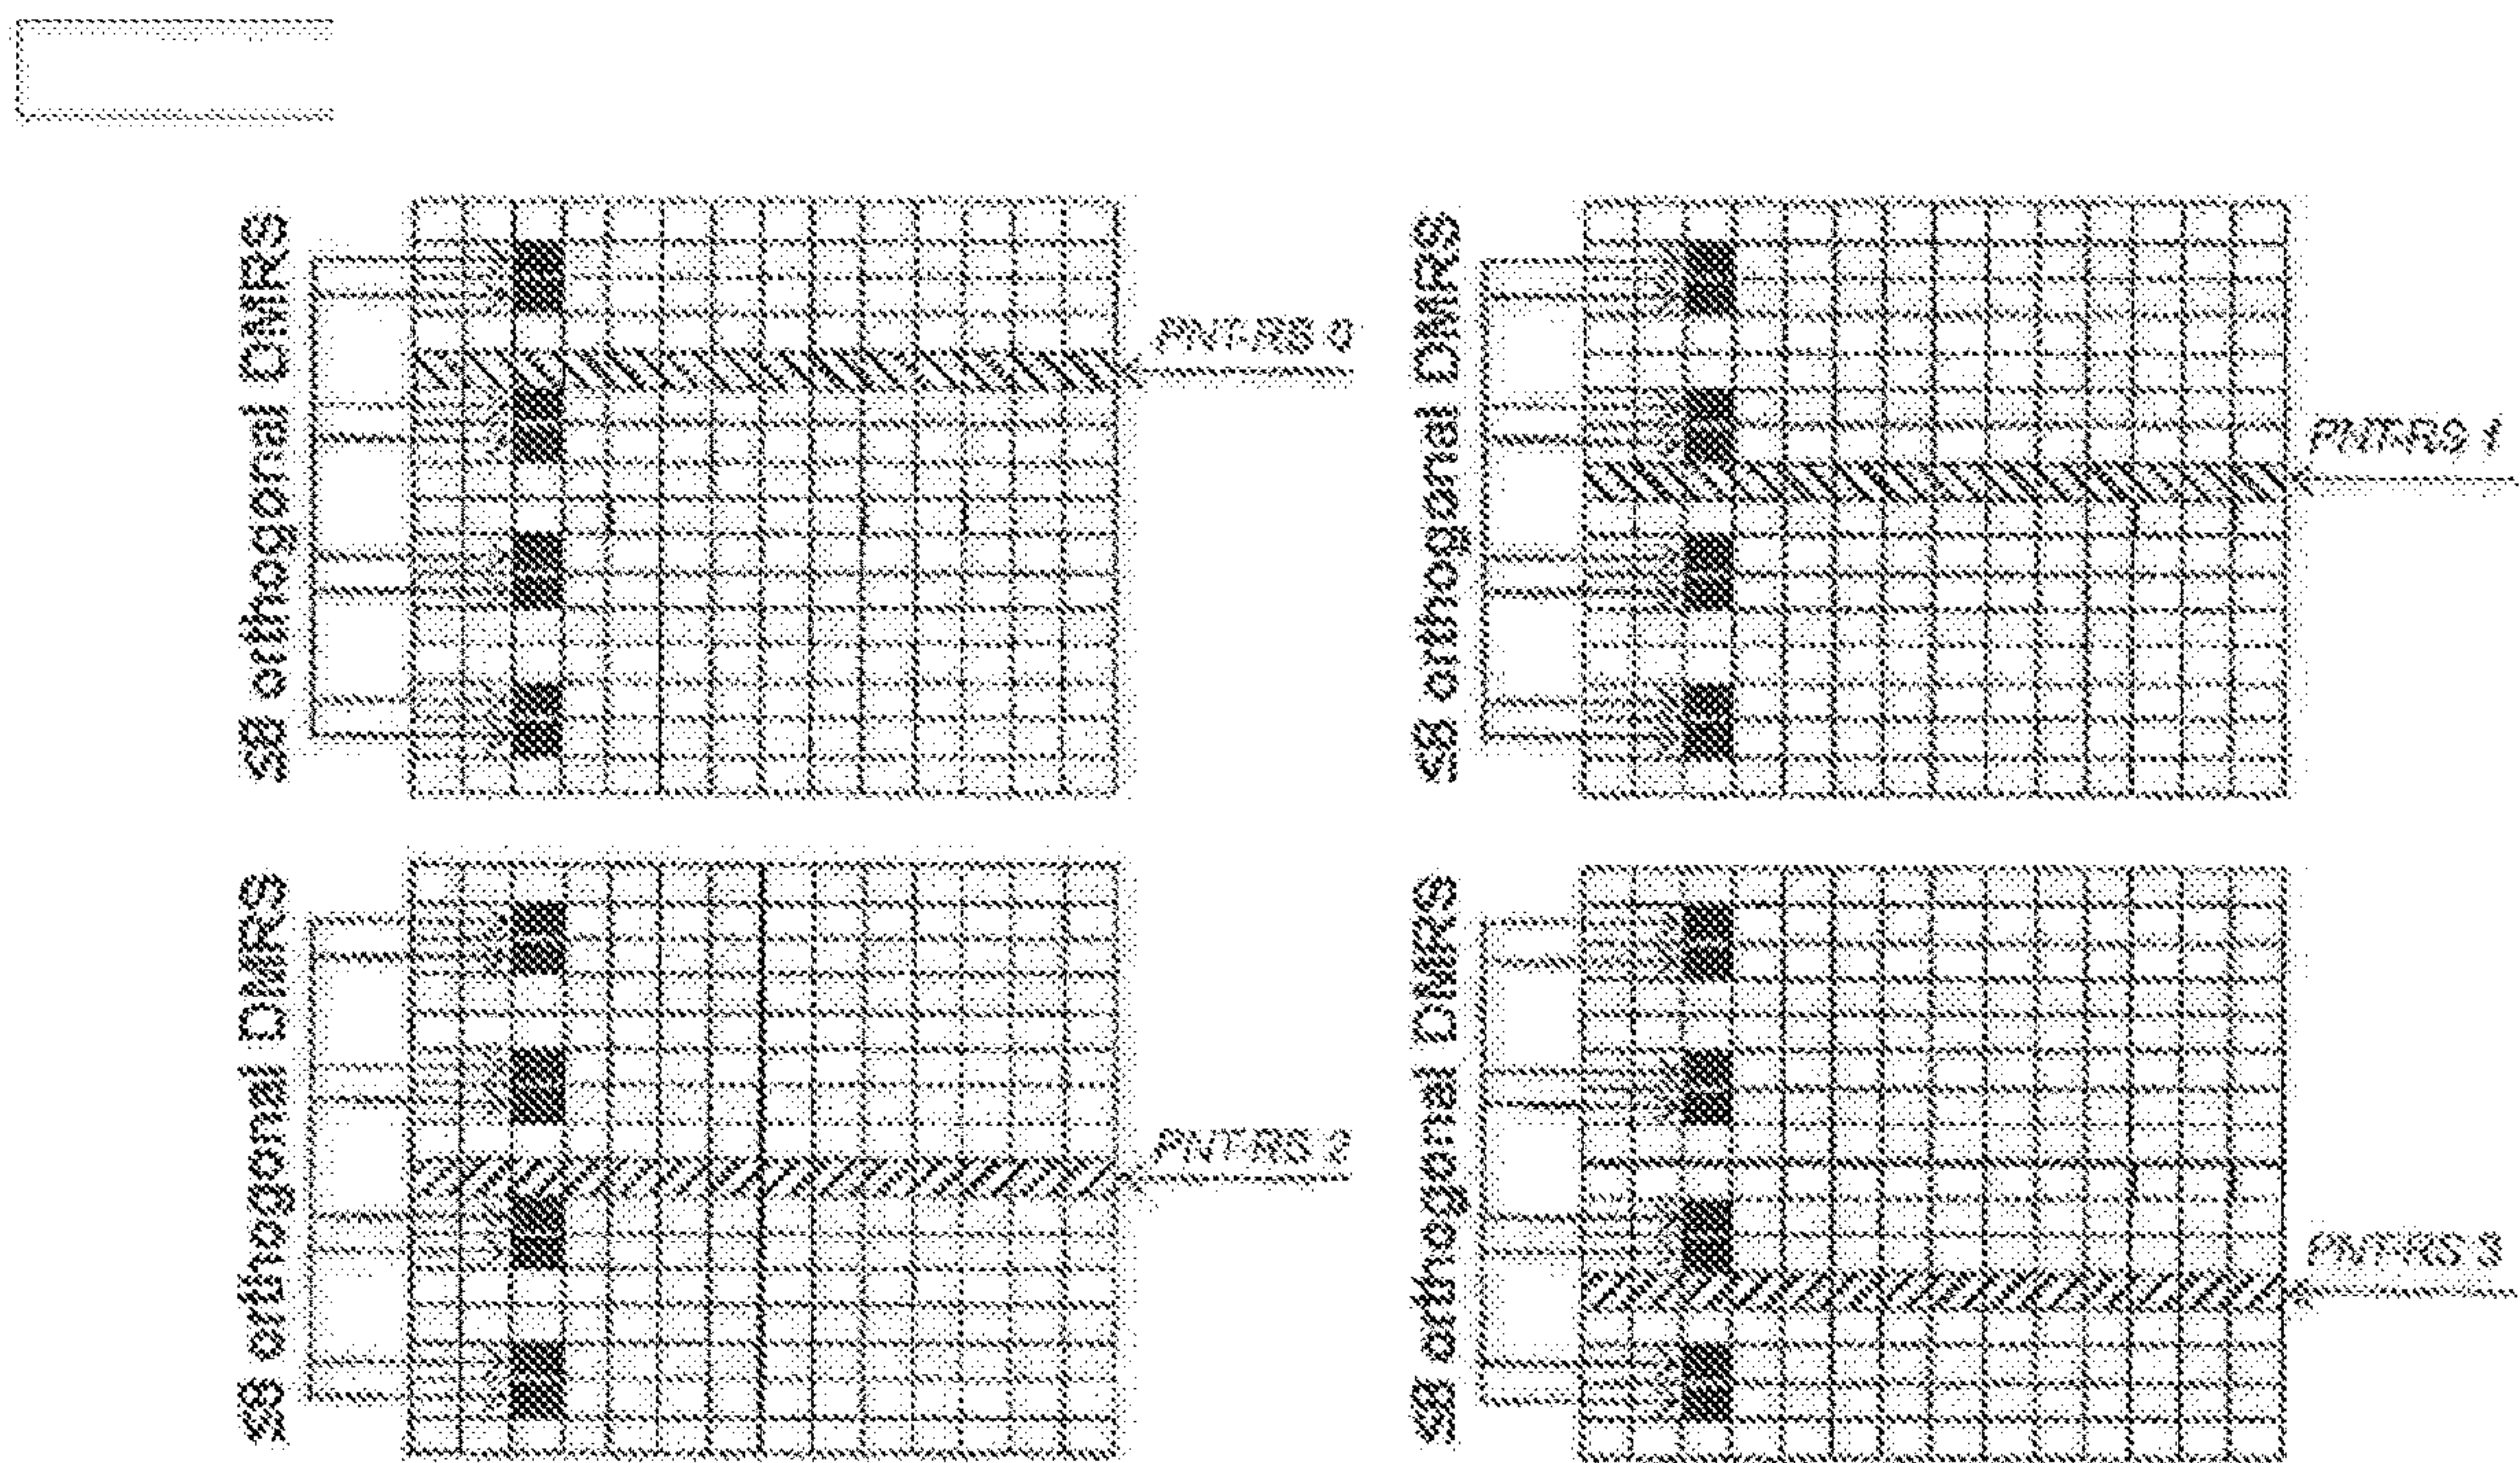 ≤8 orthogonal DMRS
PNT-RS 0
≤8 orthogonal DMRS
PNT-RS 1
≤8 orthogonal DMRS
PNT-RS 2
≤8 orthogonal DMRS
PNT-RS 3